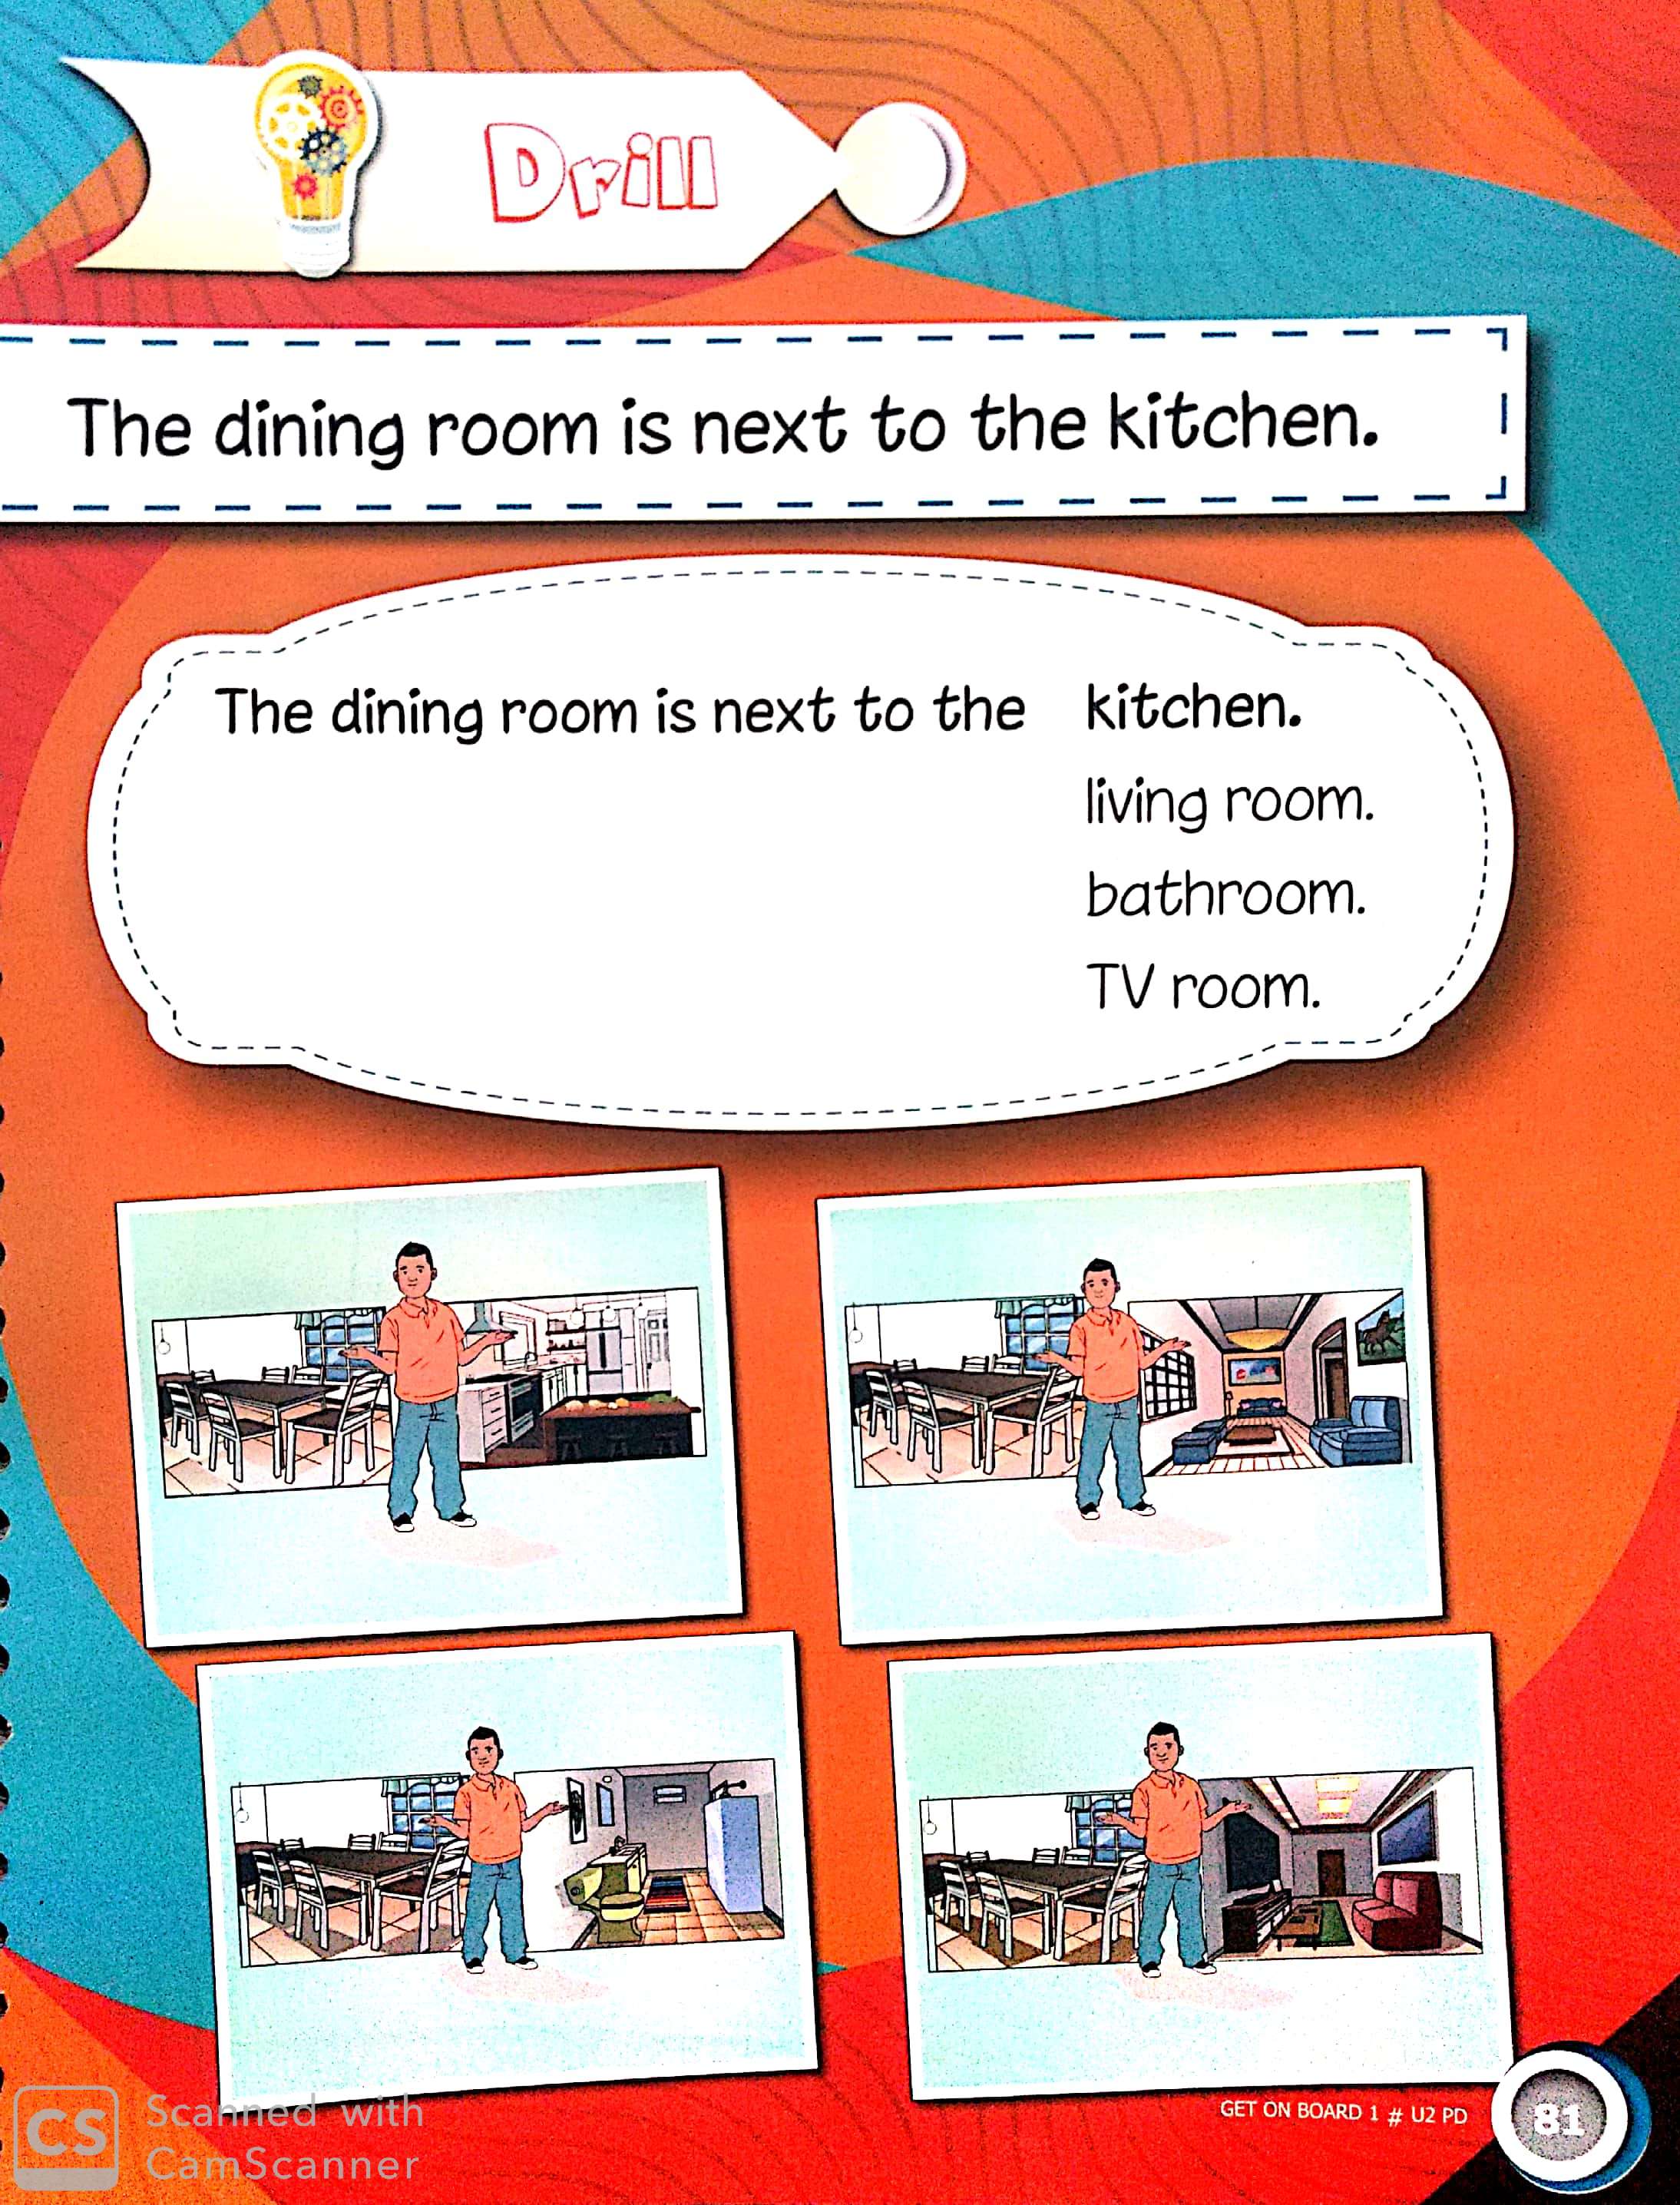 Drill
The dining room is next to the kitchen.
The dining room is next to the kitchen.
living room.
bathroom.
TV room.
GET ON BOARD 1 # U2 PD
81
CS Scanned with
CamScanner